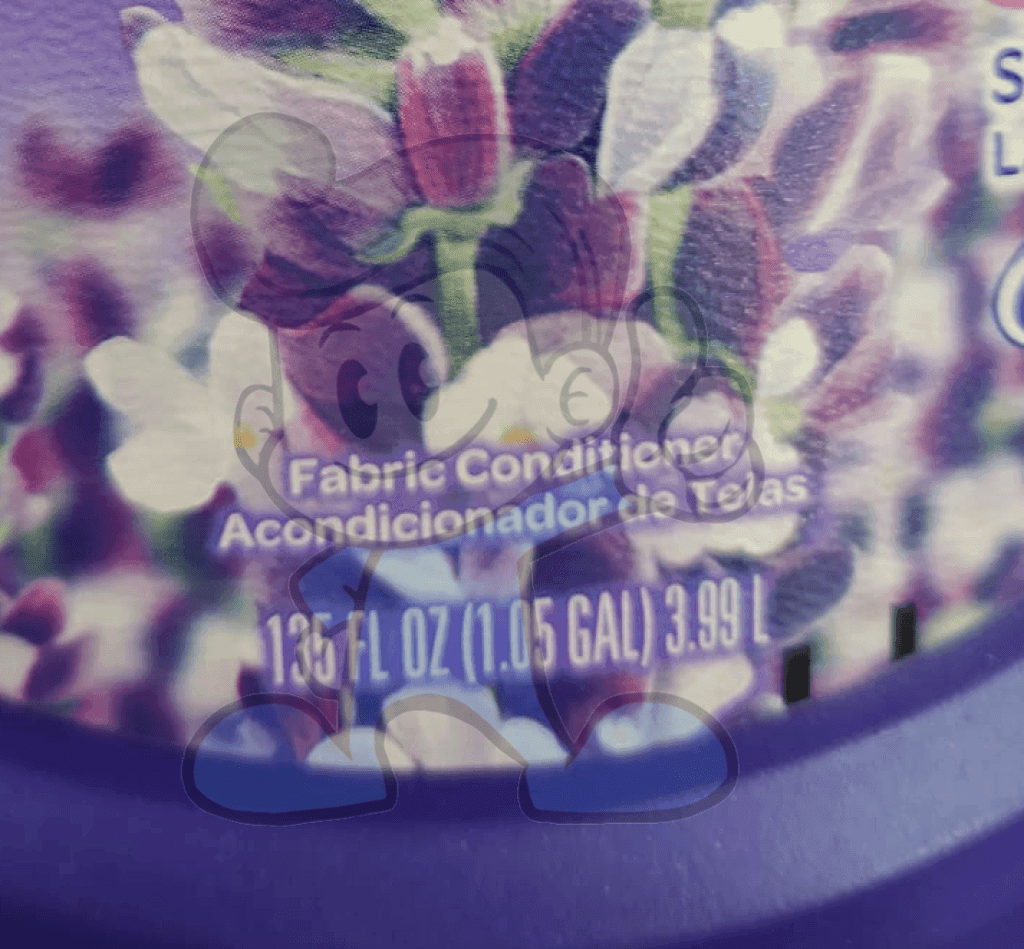 Fabric Conditioner
Acondicionador de Telas
135 FL OZ (1.05 GAL) 3.99 L